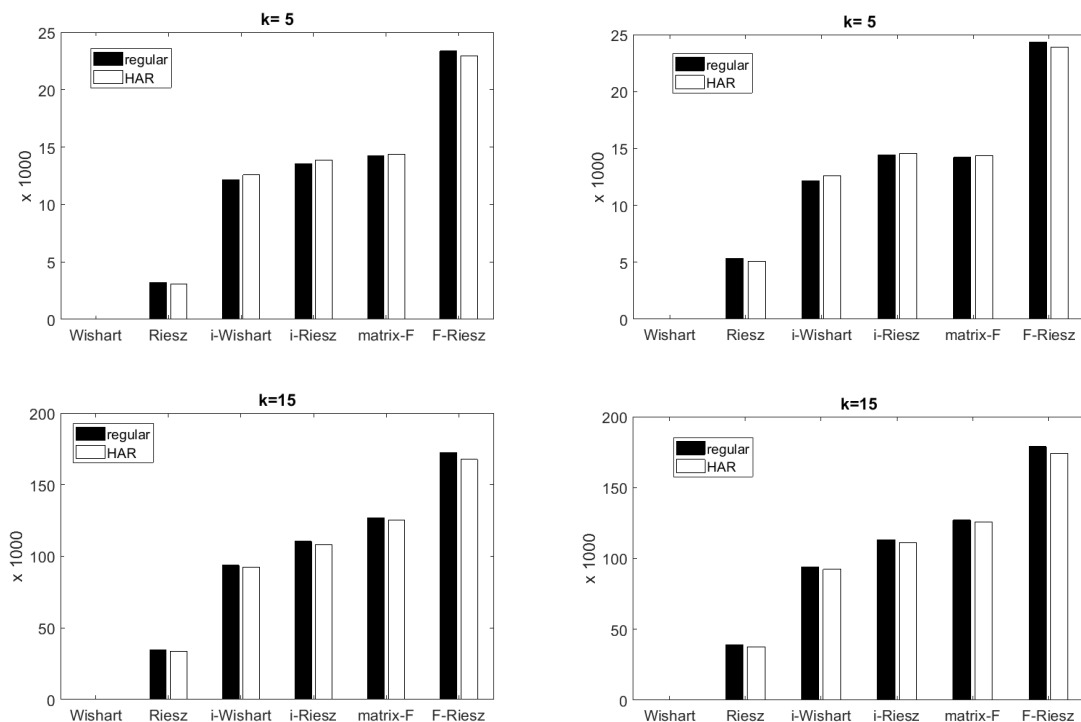 k= 5
25
20
15
10
5
0
x 1000
regular
HAR
Wishart Riesz i-Wishart i-Riesz matrix-F F-Riesz
k= 5
25
20
15
10
5
0
x 1000
regular
HAR
Wishart Riesz i-Wishart i-Riesz matrix-F F-Riesz
k=15
200
150
100
50
0
x 1000
regular
HAR
Wishart Riesz i-Wishart i-Riesz matrix-F F-Riesz
k=15
200
150
100
50
0
x 1000
regular
HAR
Wishart Riesz i-Wishart i-Riesz matrix-F F-Riesz